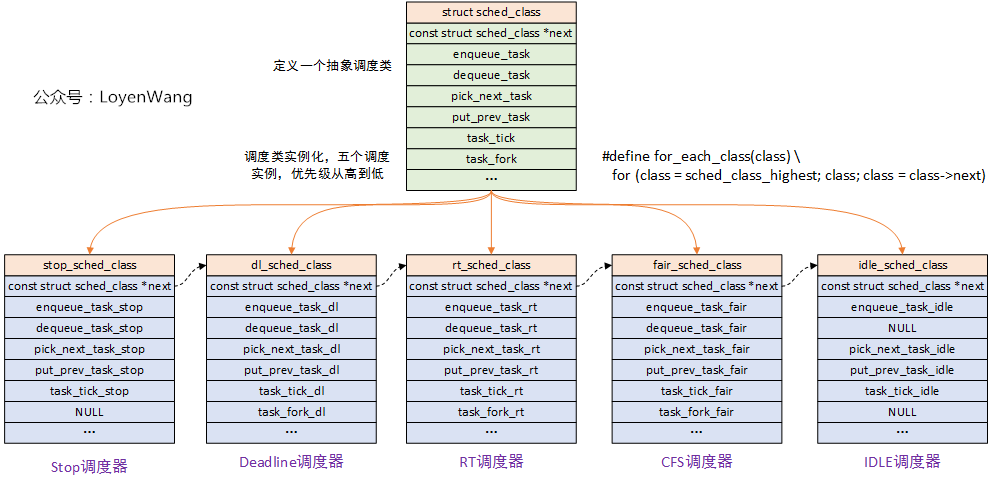 struct sched_class
const struct sched_class *next
enqueue_task
dequeue_task
pick_next_task
put_prev_task
task_tick
task_fork
...
定义一个抽象调度类
公众号：LoyenWang
调度类实例化，五个调度
实例，优先级从高到低
#define for_each_class(class) \
for (class = sched_class_highest; class; class = class->next)
stop_sched_class
const struct sched_class *next
enqueue_task_stop
dequeue_task_stop
pick_next_task_stop
put_prev_task_stop
task_tick_stop
NULL
...
Stop调度器
dl_sched_class
const struct sched_class *next
enqueue_task_dl
dequeue_task_dl
pick_next_task_dl
put_prev_task_dl
task_tick_dl
task_fork_dl
...
Deadline调度器
rt_sched_class
const struct sched_class *next
enqueue_task_rt
dequeue_task_rt
pick_next_task_rt
put_prev_task_rt
task_tick_rt
task_fork_rt
...
RT调度器
fair_sched_class
const struct sched_class *next
enqueue_task_fair
dequeue_task_fair
pick_next_task_fair
put_prev_task_fair
task_tick_fair
task_fork_fair
...
CFS调度器
idle_sched_class
const struct sched_class *next
enqueue_task_idle
NULL
pick_next_task_idle
put_prev_task_idle
task_tick_idle
NULL
...
IDLE调度器